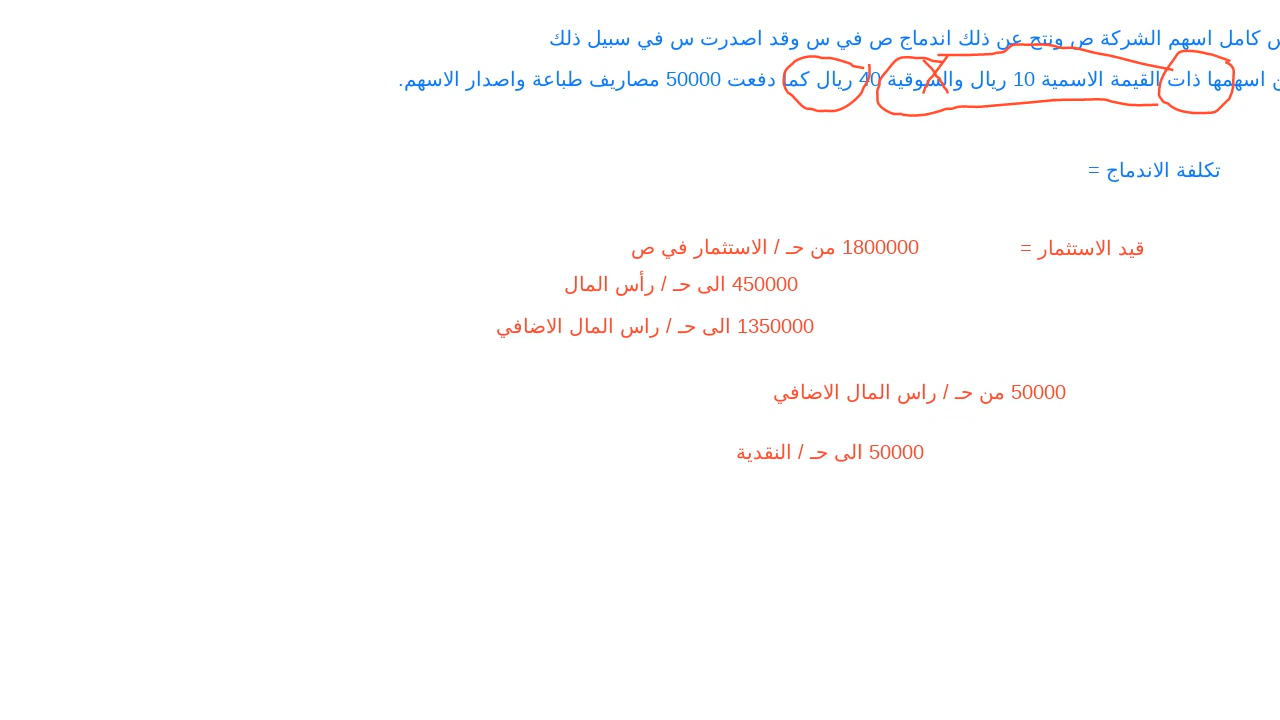 كامل اسهم الشركة ص ونتج عن ذلك اندماج ص في س وقد اصدرت س في سبيل ذلك
اسهمها ذات القيمة الاسمية 10 ريال والسوقية 40 ريال كما دفعت 50000 مصاريف طباعة واصدار الاسهم.
تكلفة الاندماج =
قيد الاستثمار = 1800000 من حـ / الاستثمار في ص
450000 الى حـ / رأس المال
1350000 الى حـ / راس المال الاضافي
50000 من حـ / راس المال الاضافي
50000 الى حـ / النقدية